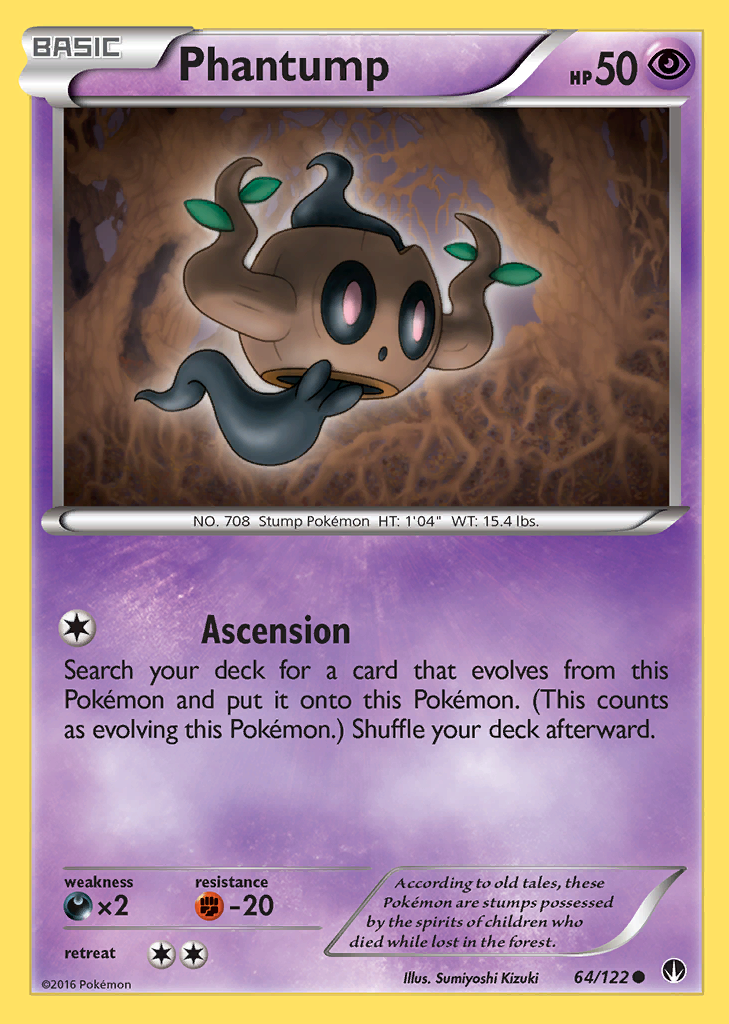 BASIC
Phantump
HP 50
NO. 708 Stump Pokémon HT: 1'04" WT: 15.4 lbs.
Ascension
Search your deck for a card that evolves from this
Pokémon and put it onto this Pokémon. (This counts
as evolving this Pokémon.) Shuffle your deck afterward.
weakness
×2
resistance
-20
retreat
According to old tales, these
Pokémon are stumps possessed
by the spirits of children who
died while lost in the forest.
©2016 Pokémon
Illus. Sumiyoshi Kizuki
64/122